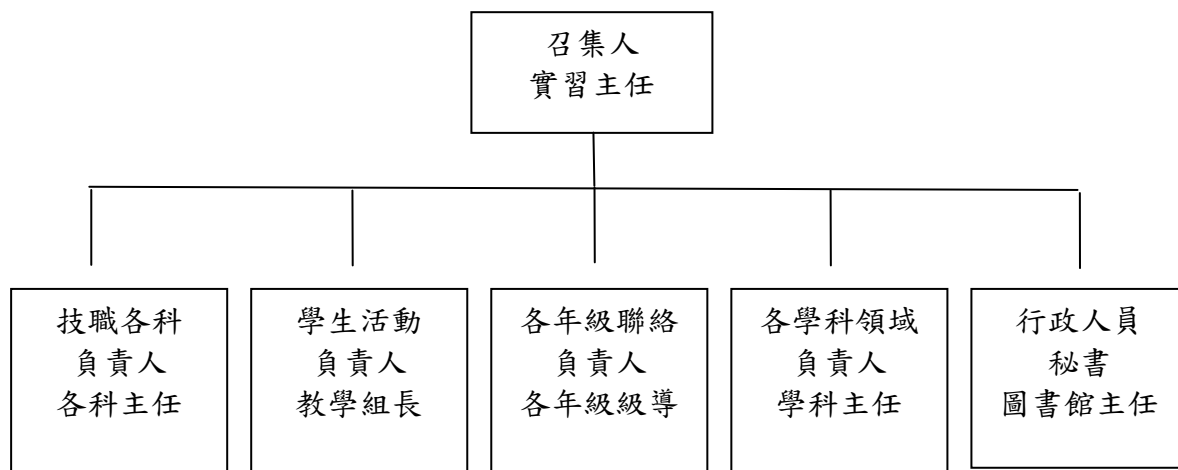 召集人
實習主任
技職各科
負責人
各科主任
學生活動
負責人
教學組長
各年級聯絡
負責人
各年級級導
各學科領域
負責人
學科主任
行政人員
秘書
圖書館主任